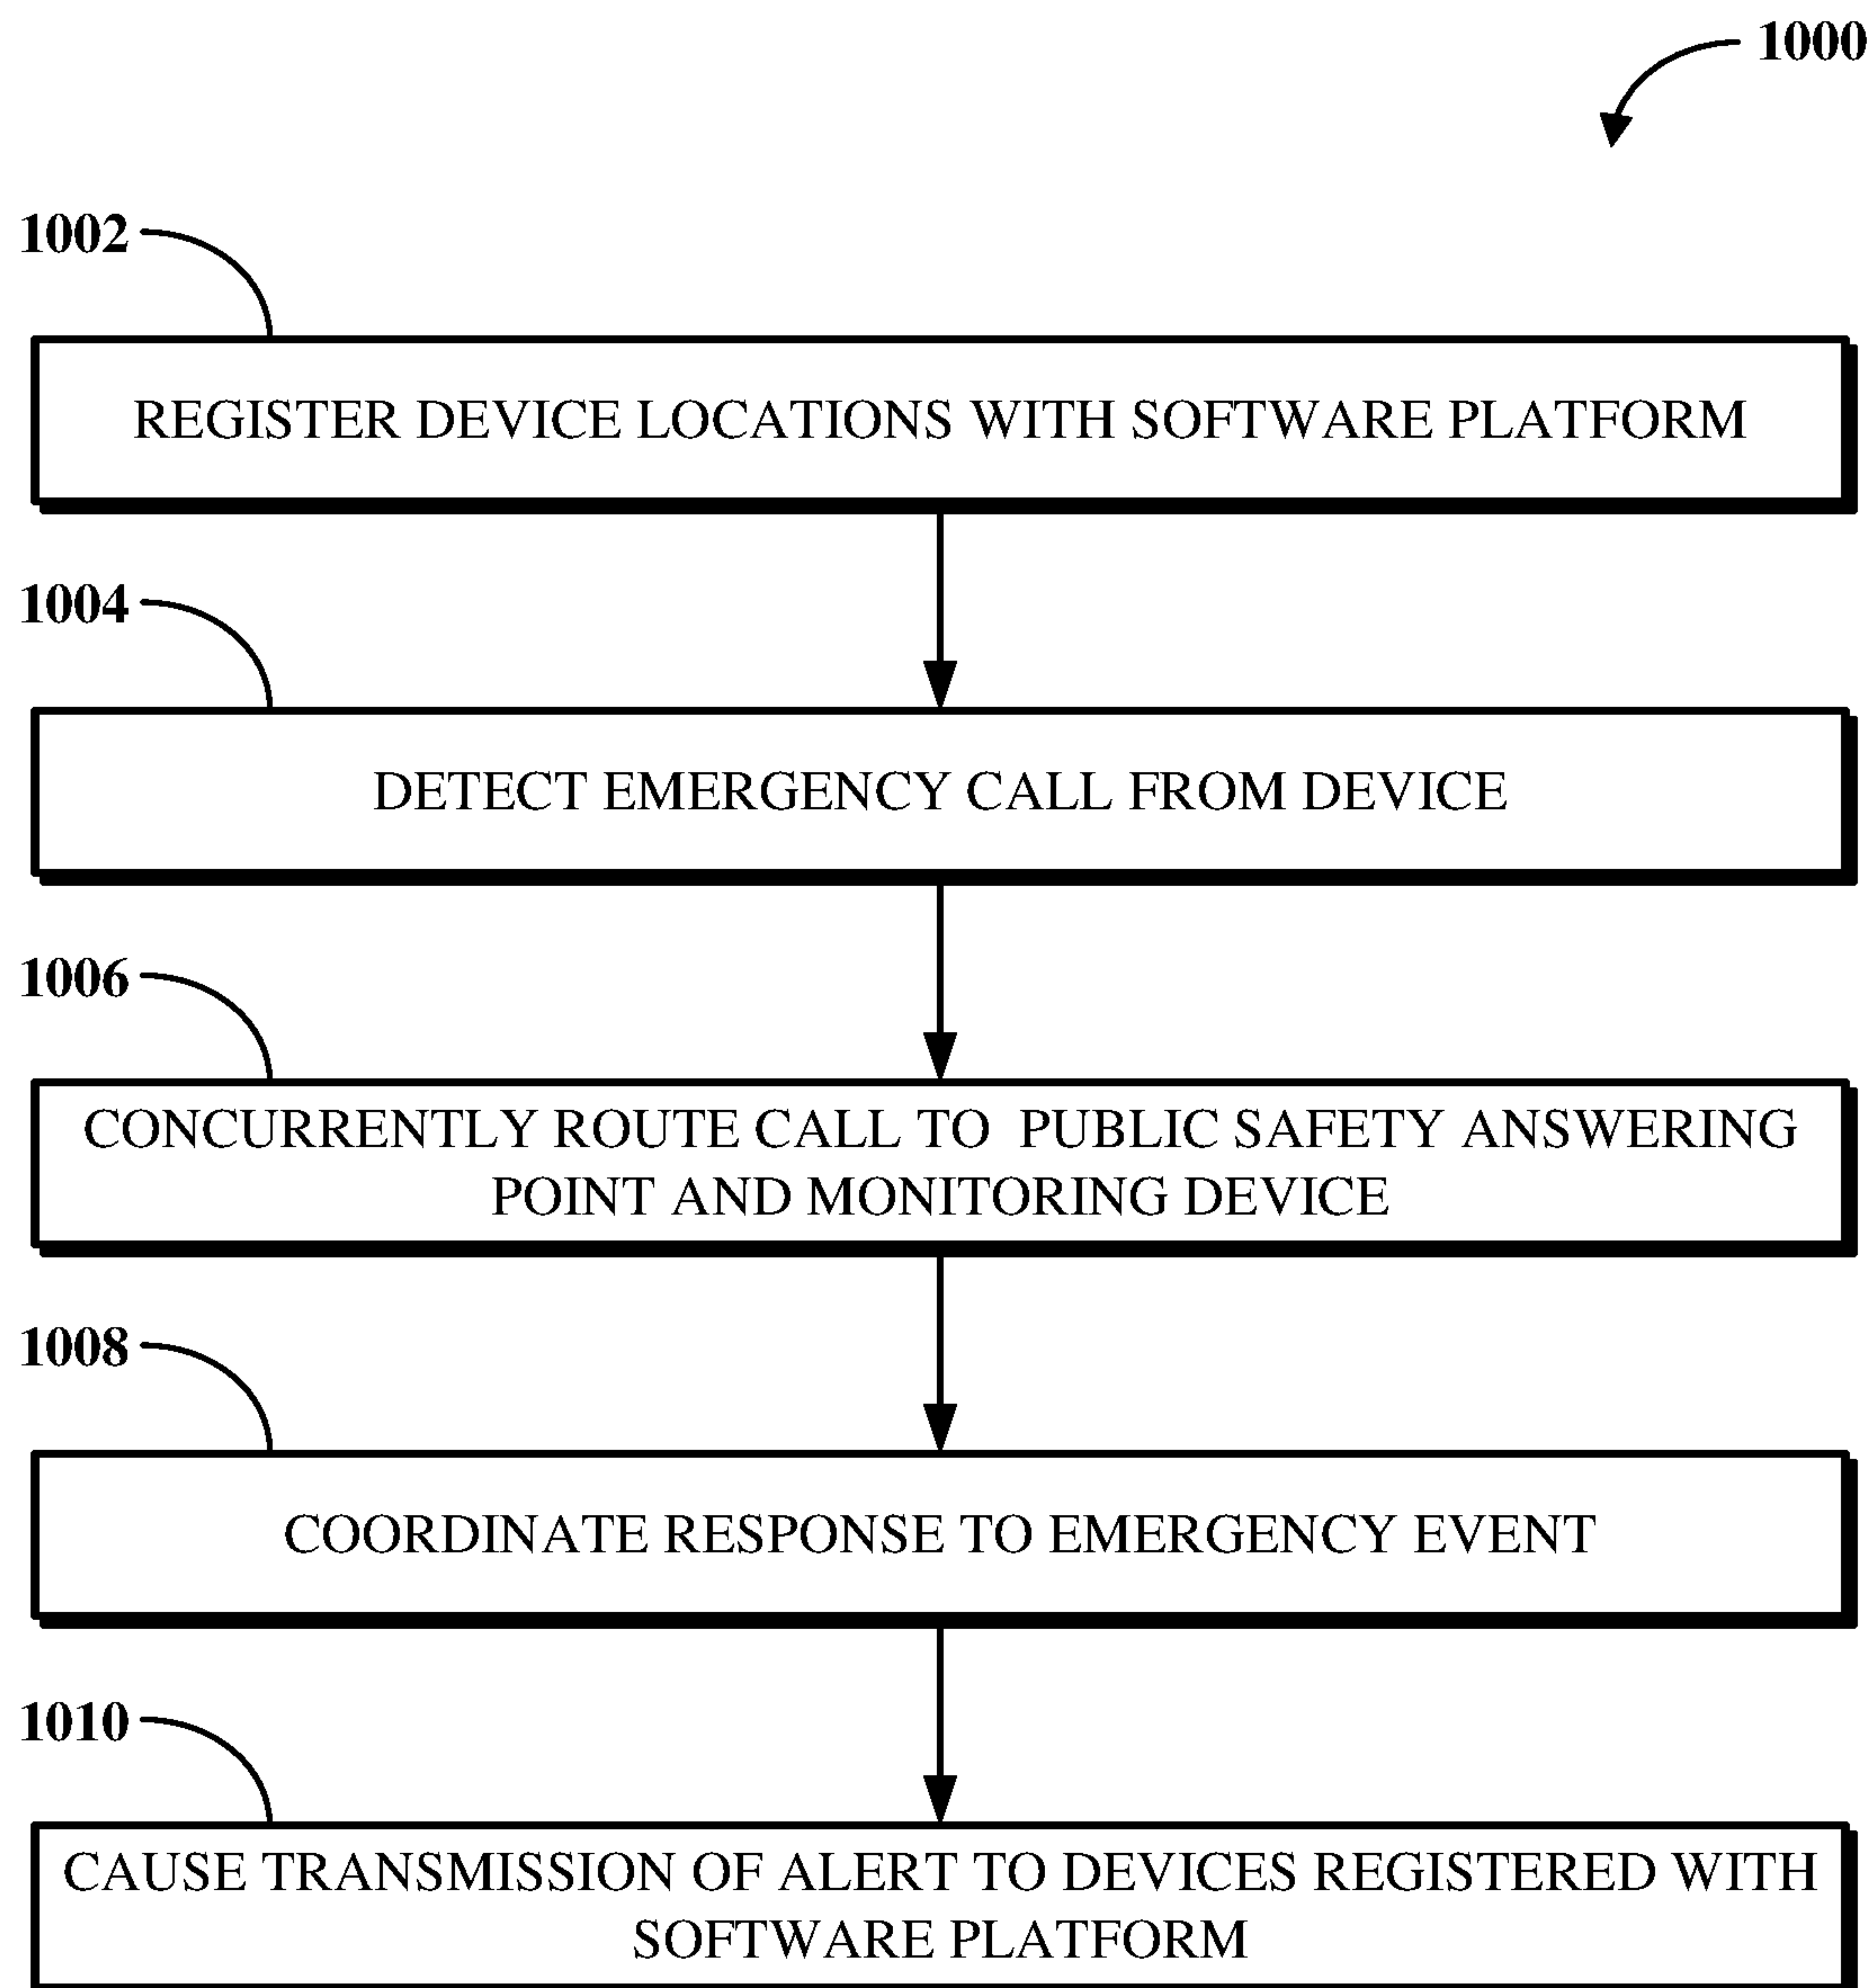 1000
1002
REGISTER DEVICE LOCATIONS WITH SOFTWARE PLATFORM
1004
DETECT EMERGENCY CALL FROM DEVICE
1006
CONCURRENTLY ROUTE CALL TO PUBLIC SAFETY ANSWERING
POINT AND MONITORING DEVICE
1008
COORDINATE RESPONSE TO EMERGENCY EVENT
1010
CAUSE TRANSMISSION OF ALERT TO DEVICES REGISTERED WITH
SOFTWARE PLATFORM